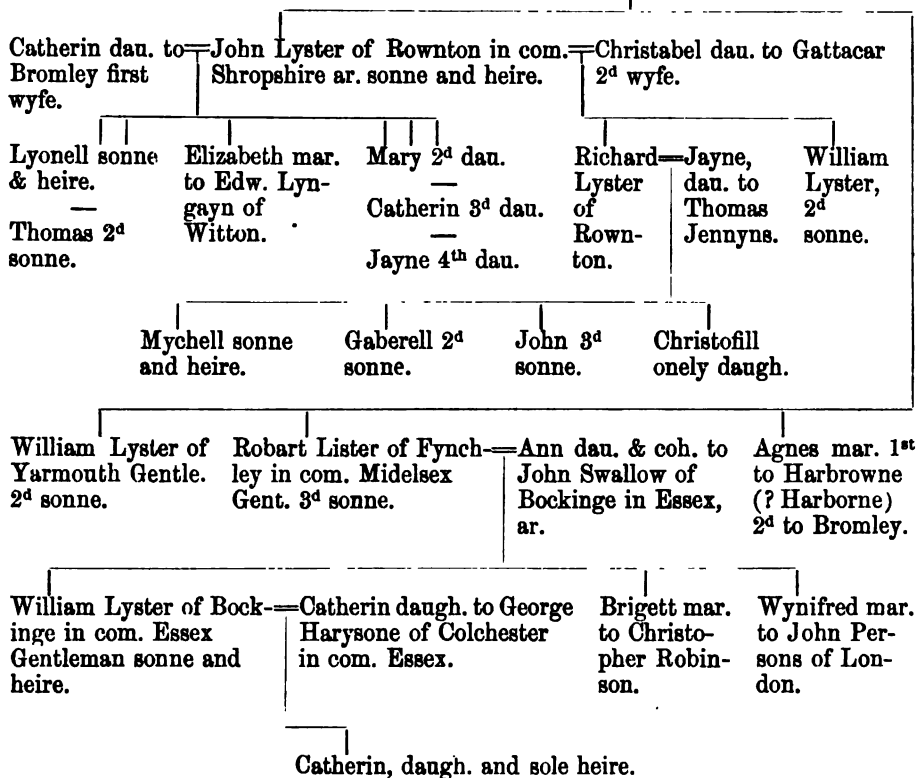 Catherin dau. to=John Lyster of Rownton in com.=Christabel dau. to Gattacar
Bromley first Shropshire ar. sonne and heire. 2d wyfe.
wyfe.
Lyonell sonne Elizabeth mar. Mary 2d dau. Richard=Jayne, William
& heire. to Edw. Lyn- — Lyster dau. to Lyster,
— gayn of Catherin 3d dau. of Thomas 2d
Thomas 2d Witton. — Rown- Jennyns. sonne.
sonne. Jayne 4th dau. ton.
Mychell sonne Gaberell 2d John 3d Christofill
and heire. sonne. sonne. onely daugh.
William Lyster of Robart Lister of Fynch-=Ann dau. & coh. to Agnes mar. 1st
Yarmouth Gentle. ley in com. Midelsex John Swallow of to Harbrowne
2d sonne. Gent. 3d sonne. Bockinge in Essex, (? Harborne)
ar. 2d to Bromley.
William Lyster of Bock-=Catherin daugh. to George Brigett mar. Wynifred mar.
inge in com. Essex Harysone of Colchester to Christo- to John Per-
Gentleman sonne and in com. Essex. pher Robin- sons of Lon-
heire. son. don.
Catherin, daugh. and sole heire.